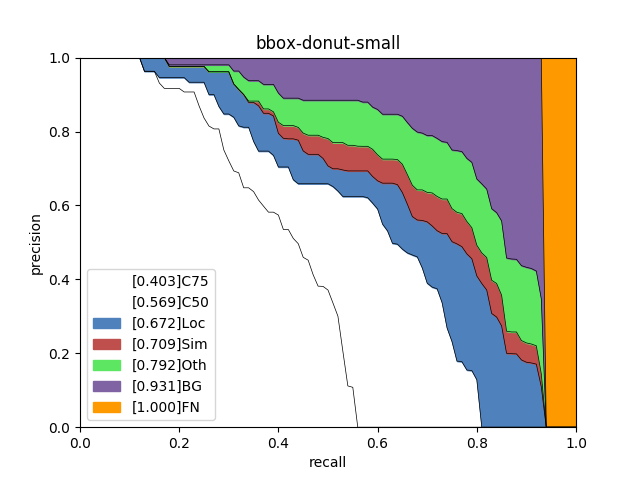 bbox-donut-small
1.0
0.8
0.6
0.4
0.2
0.0
precision
[0.403]C75
[0.569]C50
[0.672]Loc
[0.709]Sim
[0.792]Oth
[0.931]BG
[1.000]FN
0.0 0.2 0.4 0.6 0.8 1.0
recall